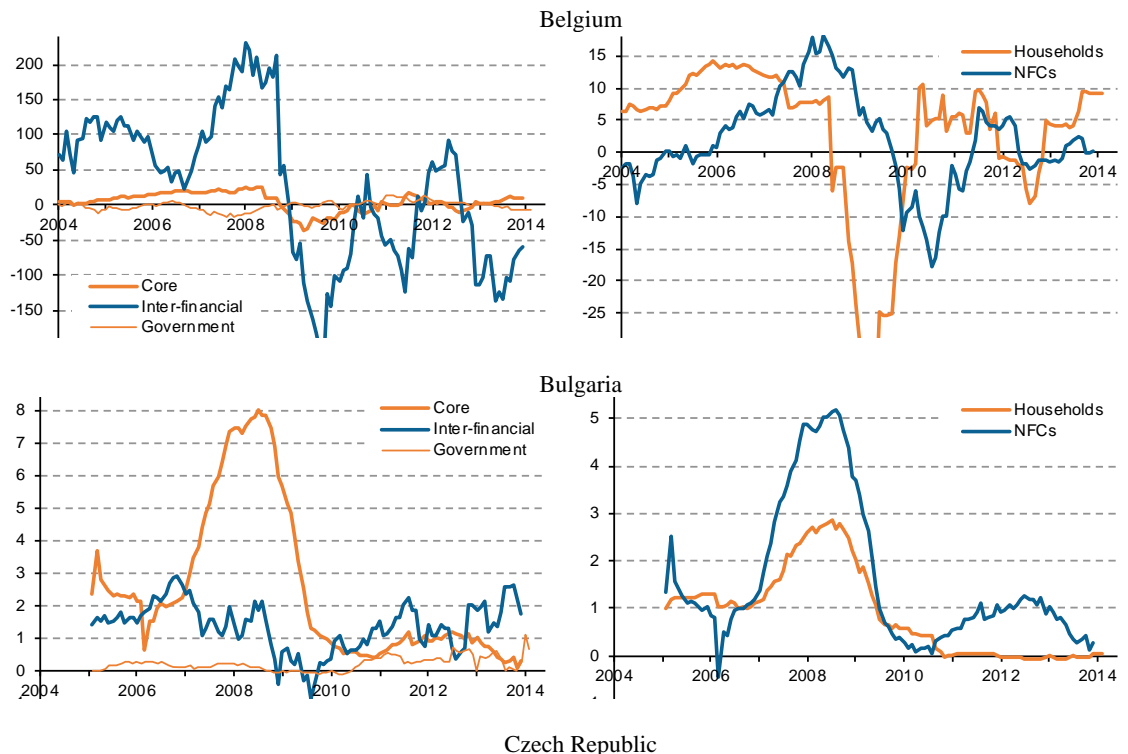 Belgium
200
150
100
50
0
-50
-100
-150
2004 2006 2008 2010 2012 2014
Core
Inter-financial
Government
15
10
5
0
-5
-10
-15
-20
-25
2004 2006 2008 2010 2012 2014
Households
NFCs
Bulgaria
8
7
6
5
4
3
2
1
0
2004 2006 2008 2010 2012 2014
Core
Inter-financial
Government
5
4
3
2
1
0
2004 2006 2008 2010 2012 2014
Households
NFCs
Czech Republic